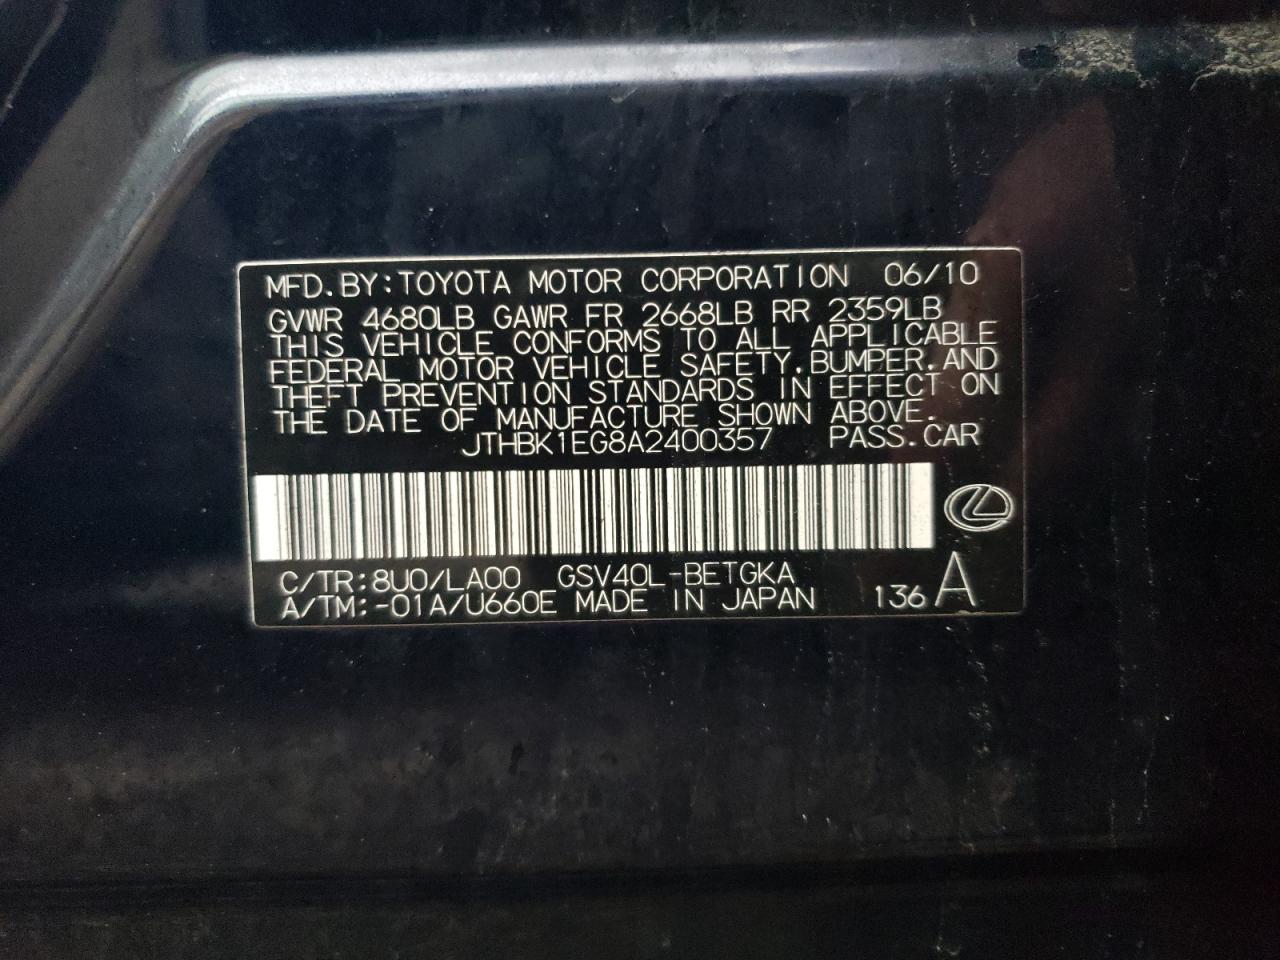 MFD. BY: TOYOTA MOTOR CORPORATION 06/10
GVWR 4680LB GAWR FR 2668LB RR 2359LB
THIS VEHICLE CONFORMS TO ALL APPLICABLE
FEDERAL MOTOR VEHICLE SAFETY, BUMPER, AND
THEFT PREVENTION STANDARDS IN EFFECT ON
THE DATE OF MANUFACTURE SHOWN ABOVE.
JTHBK1EG8A2400357 PASS. CAR
C/TR: 8U0/LA00 GSV40L-BETGKA
A/TM: -01A/U660E MADE IN JAPAN 136 A